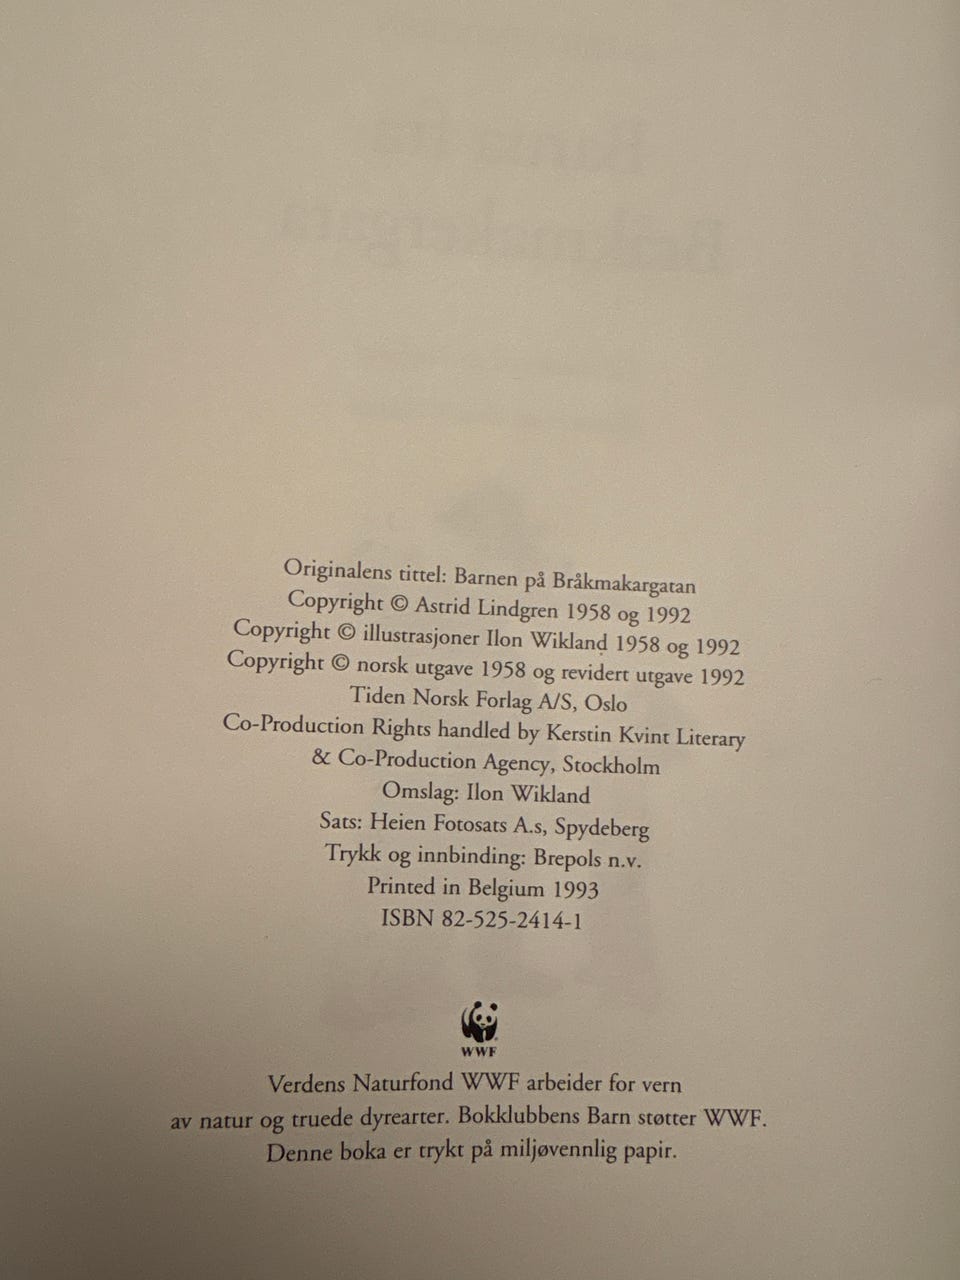 Originalens tittel: Barnen på Bråkmakargatan
Copyright © Astrid Lindgren 1958 og 1992
Copyright © illustrasjoner Ilon Wikland 1958 og 1992
Copyright © norsk utgave 1958 og revidert utgave 1992
Tiden Norsk Forlag A/S, Oslo
Co-Production Rights handled by Kerstin Kvint Literary
& Co-Production Agency, Stockholm
Omslag: Ilon Wikland
Sats: Heien Fotosats A.s, Spydeberg
Trykk og innbinding: Brepols n.v.
Printed in Belgium 1993
ISBN 82-525-2414-1
WWF
Verdens Naturfond WWF arbeider for vern
av natur og truede dyrearter. Bokklubbens Barn støtter WWF.
Denne boka er trykt på miljøvennlig papir.